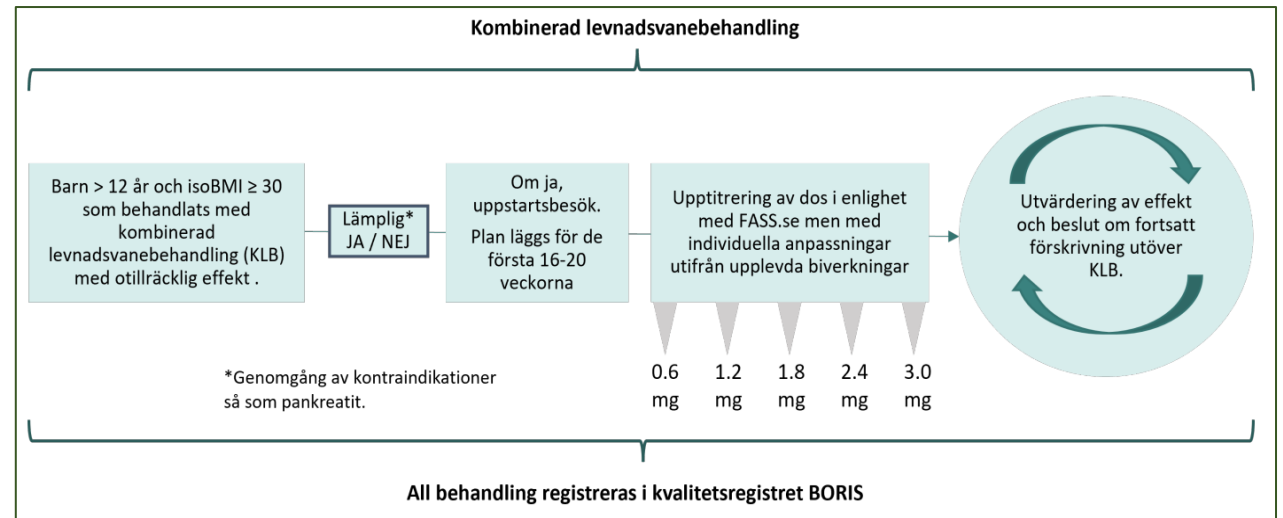 Kombinerad levnadsvanebehandling
Barn > 12 år och isoBMI ≥ 30
som behandlats med
kombinerad
levnadsvanebehandling (KLB)
med otillräcklig effekt .
Lämplig*
JA / NEJ
Om ja,
uppstartsbesök.
Plan läggs för de
första 16-20
veckorna
Upptitrering av dos i enlighet
med FASS.se men med
individuella anpassningar
utifrån upplevda biverkningar
Utvärdering av effekt
och beslut om fortsatt
förskrivning utöver
KLB.
0.6
mg
1.2
mg
1.8
mg
2.4
mg
3.0
mg
*Genomgång av kontraindikationer
så som pankreatit.
All behandling registreras i kvalitetsregistret BORIS